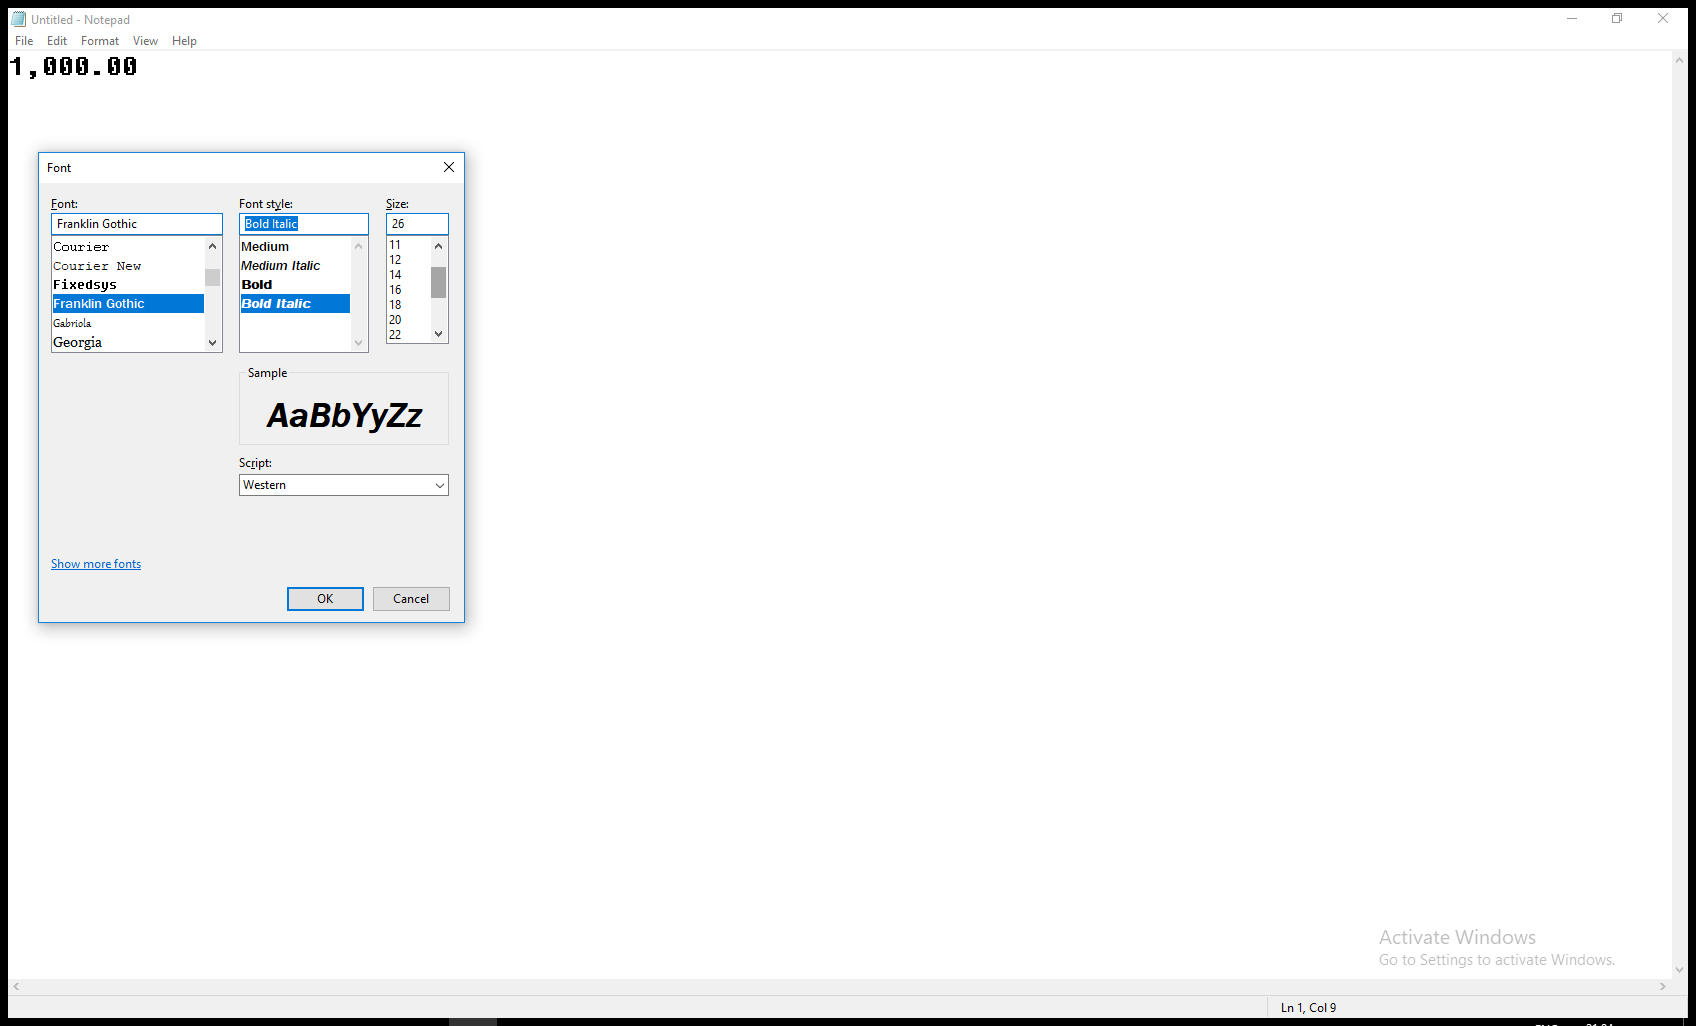 Untitled - Notepad
File Edit Format View Help
1,000.00
Font
Font: Font style: Size:
Franklin Gothic Bold Italic 26
Courier
Courier New
Fixedsys
Franklin Gothic
Gabriola
Georgia
Medium
Medium Italic
Bold
Bold Italic
11
12
14
16
18
20
22
Sample
AaBbYyZz
Script:
Western
Show more fonts
OK Cancel
Activate Windows
Go to Settings to activate Windows.
Ln 1, Col 9